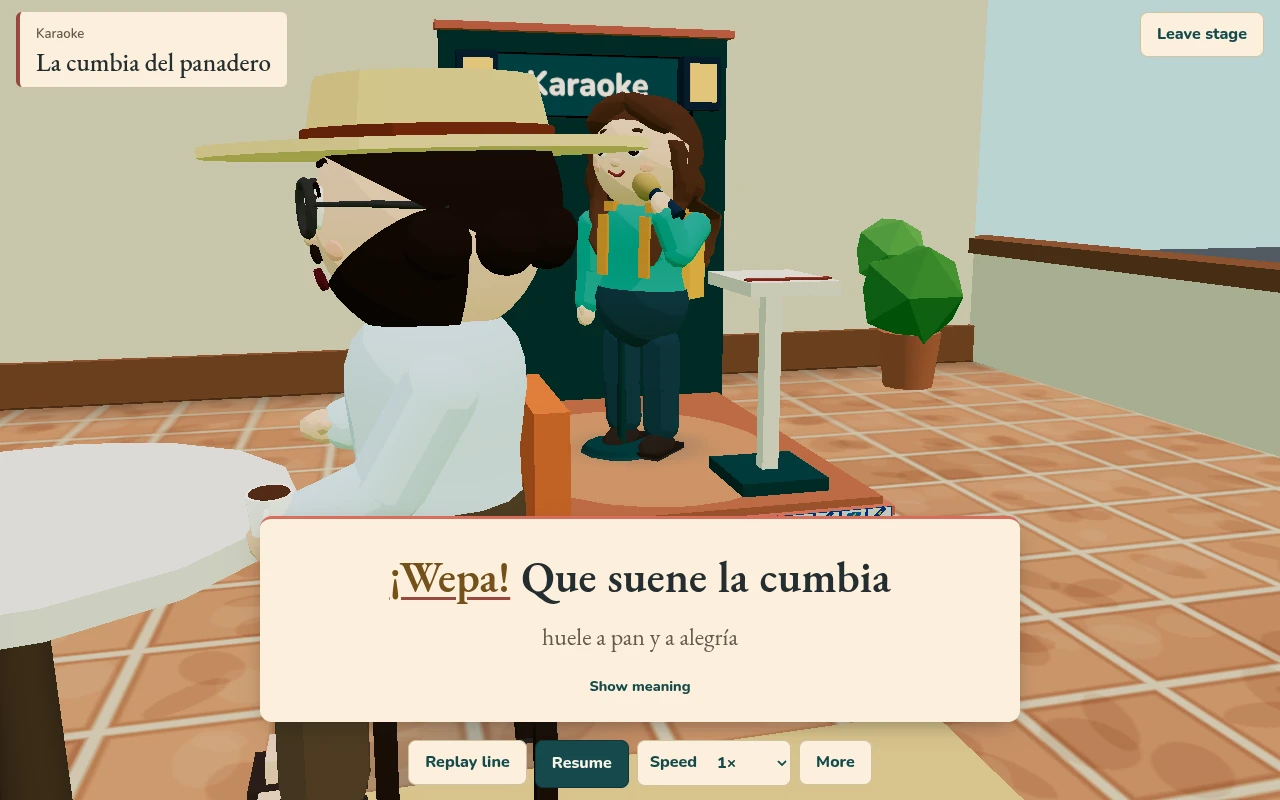 Karaoke
La cumbia del panadero
Leave stage
Karaoke
¡Wepa! Que suene la cumbia
huele a pan y a alegría
Show meaning
Replay line
Resume
Speed 1×
More